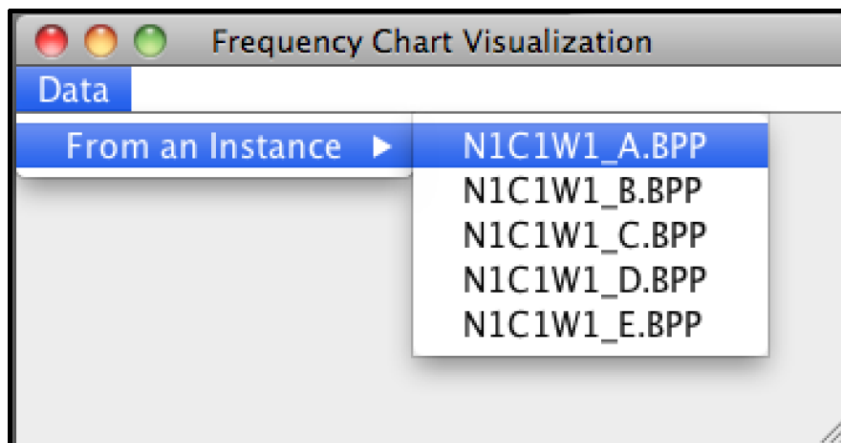 Frequency Chart Visualization
Data
From an Instance
N1C1W1_A.BPP
N1C1W1_B.BPP
N1C1W1_C.BPP
N1C1W1_D.BPP
N1C1W1_E.BPP